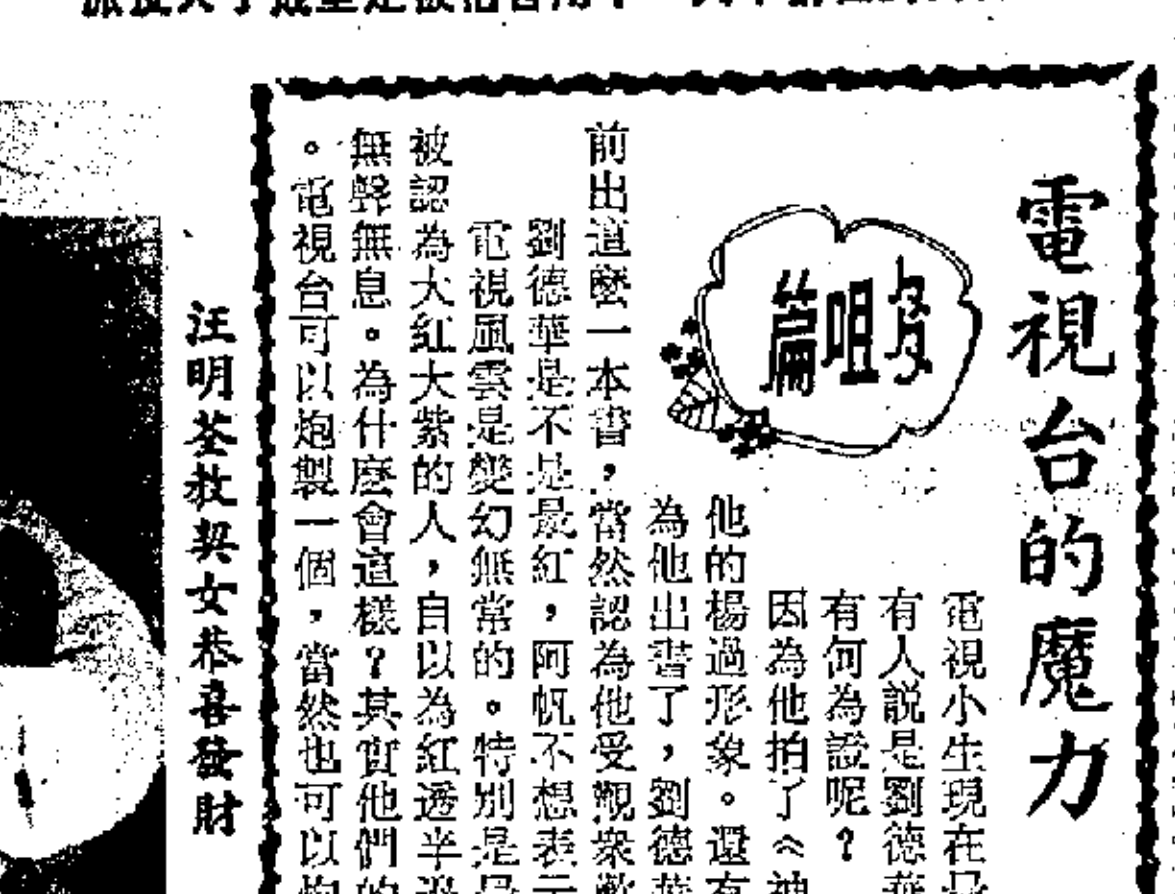 電視台的魔力
咀篇
電視小生現在
有人説是劉德華
有何為證呢？
因為他拍了《神
他的楊過形象。還有
為他出書了，劉德華
前出這麼一本書，當然認為他受觀衆歡
劉德華是不是最紅，阿帆不想表示
電視風雲是變幻無常的。特別是
被認為大紅大紫的人，自以為紅透半邊
無聲無息。為什麼會這樣？其實他們的
。電視台可以炮製一個，當然也可以炮
汪明荃教契女恭喜發財